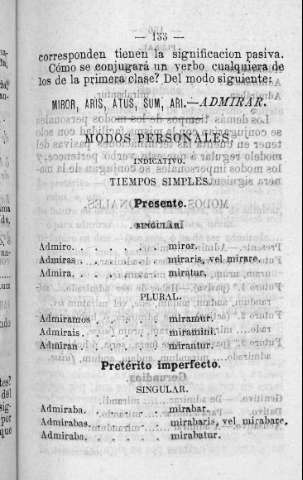 — 133 —
corresponden tienen la significacion pasiva.
Cómo se conjugará un verbo cualquiera de
los de la primera clase? Del modo siguiente:
MIROR, ARIS, ATUS, SUM, ARI.—ADMIRAR.
MODOS PERSONALES
INDICATIVO
TIEMPOS SIMPLES.
Presente.
SINGULAR
Admiro. . . . . miror.
Admiras . . . . miraris, vel mirare.
Admira. . . . . miratur.
PLURAL.
Admiramos . . . . miramur.
Admirais. . . . . miramini.
Admiran. . . . . mirantur.
Pretérito imperfecto.
SINGULAR.
Admiraba. . . . . mirabar.
Admirabas. . . . mirabaris, vel mirabare.
Admiraba. . . . . mirabatur.